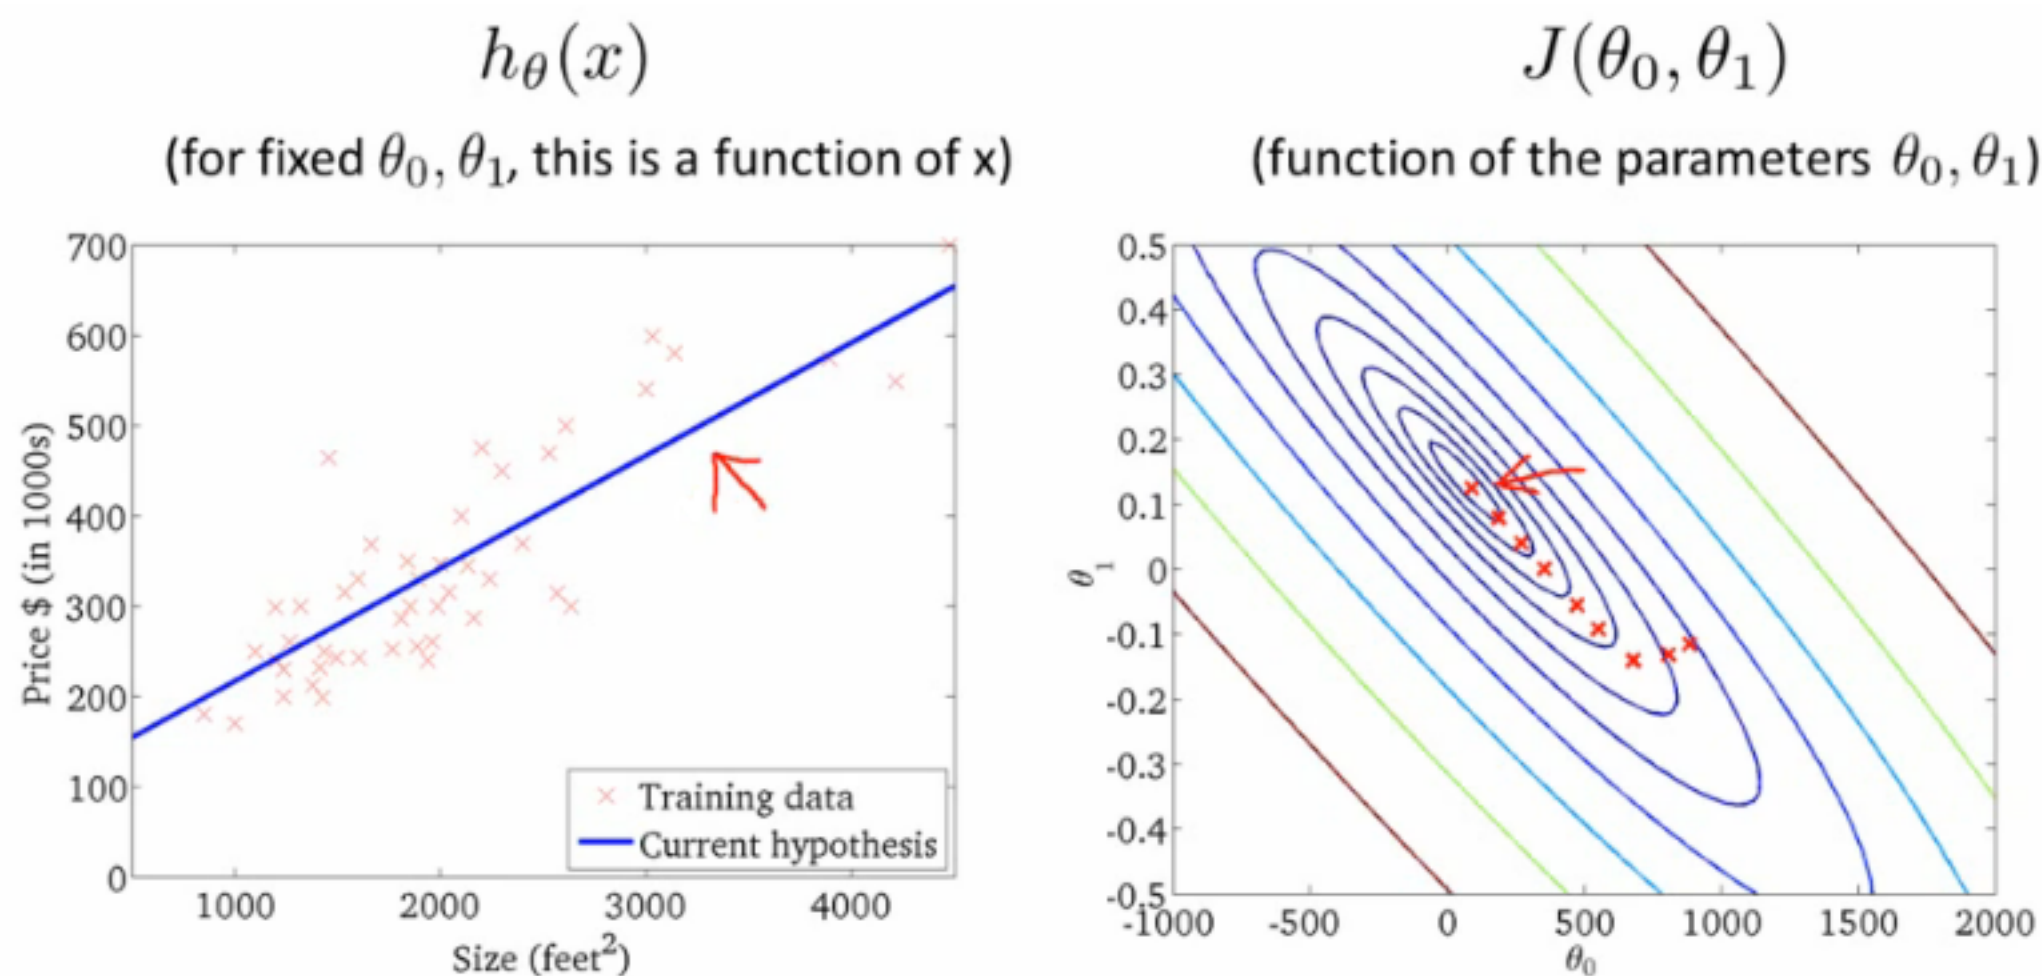 h_θ(x)
(for fixed θ₀, θ₁, this is a function of x)
700
600
500
400
300
200
100
0
Price $ (in 1000s)
1000 2000 3000 4000
Size (feet²)
Training data
Current hypothesis
J(θ₀, θ₁)
(function of the parameters θ₀, θ₁)
0.5
0.4
0.3
0.2
0.1
0
-0.1
-0.2
-0.3
-0.4
-0.5
θ₁
-1000 -500 0 500 1000 1500 2000
θ₀